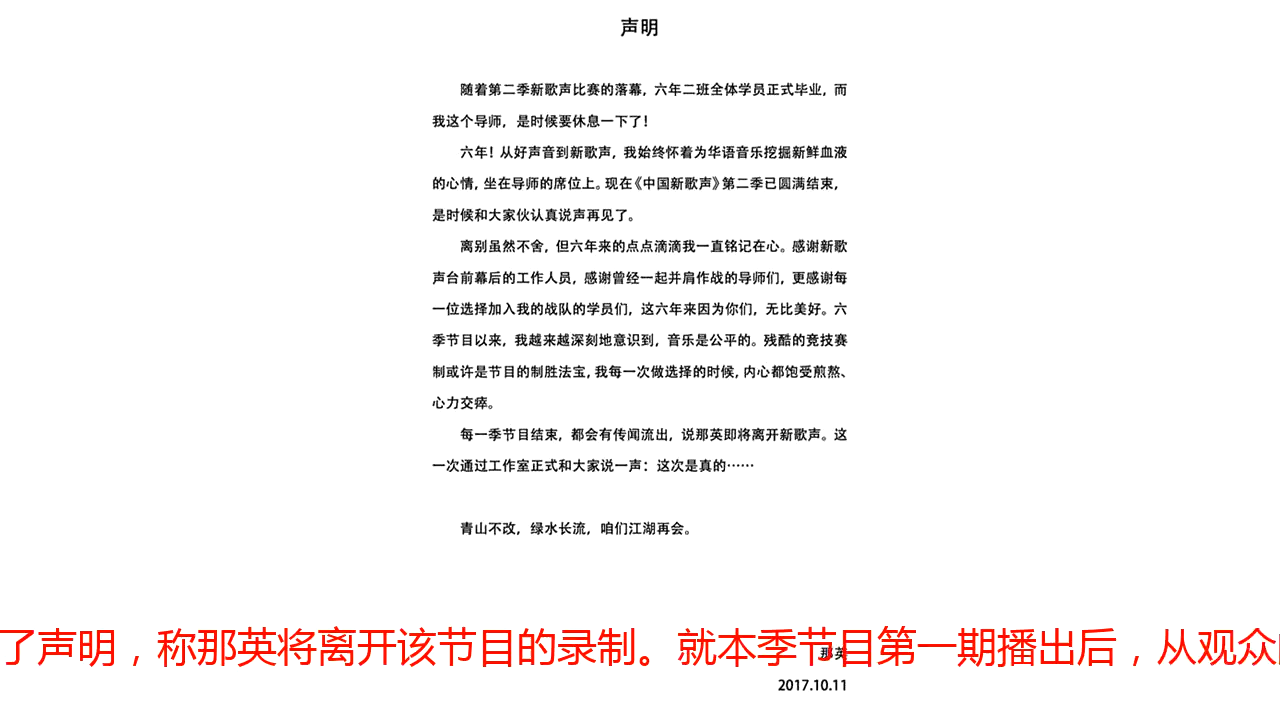 声明
随着第二季新歌声比赛的落幕，六年二班全体学员正式毕业，而
我这个导师，是时候要休息一下了！
六年！从好声音到新歌声，我始终怀着为华语音乐挖掘新鲜血液
的心情，坐在导师的席位上。现在《中国新歌声》第二季已圆满结束，
是时候和大家伙认真说声再见了。
离别虽然不舍，但六年来的点点滴滴我一直铭记在心。感谢新歌
声台前幕后的工作人员，感谢曾经一起并肩作战的导师们，更感谢每
一位选择加入我的战队的学员们，这六年来因为你们，无比美好。六
季节目以来，我越来越深刻地意识到，音乐是公平的。残酷的竞技赛
制或许是节目的制胜法宝，我每一次做选择的时候，内心都饱受煎熬、
心力交瘁。
每一季节目结束，都会有传闻流出，说那英即将离开新歌声。这
一次通过工作室正式和大家说一声：这次是真的……
青山不改，绿水长流，咱们江湖再会。
了声明，称那英将离开该节目的录制。就本季节目第一期播出后，从观众
那英
2017.10.11